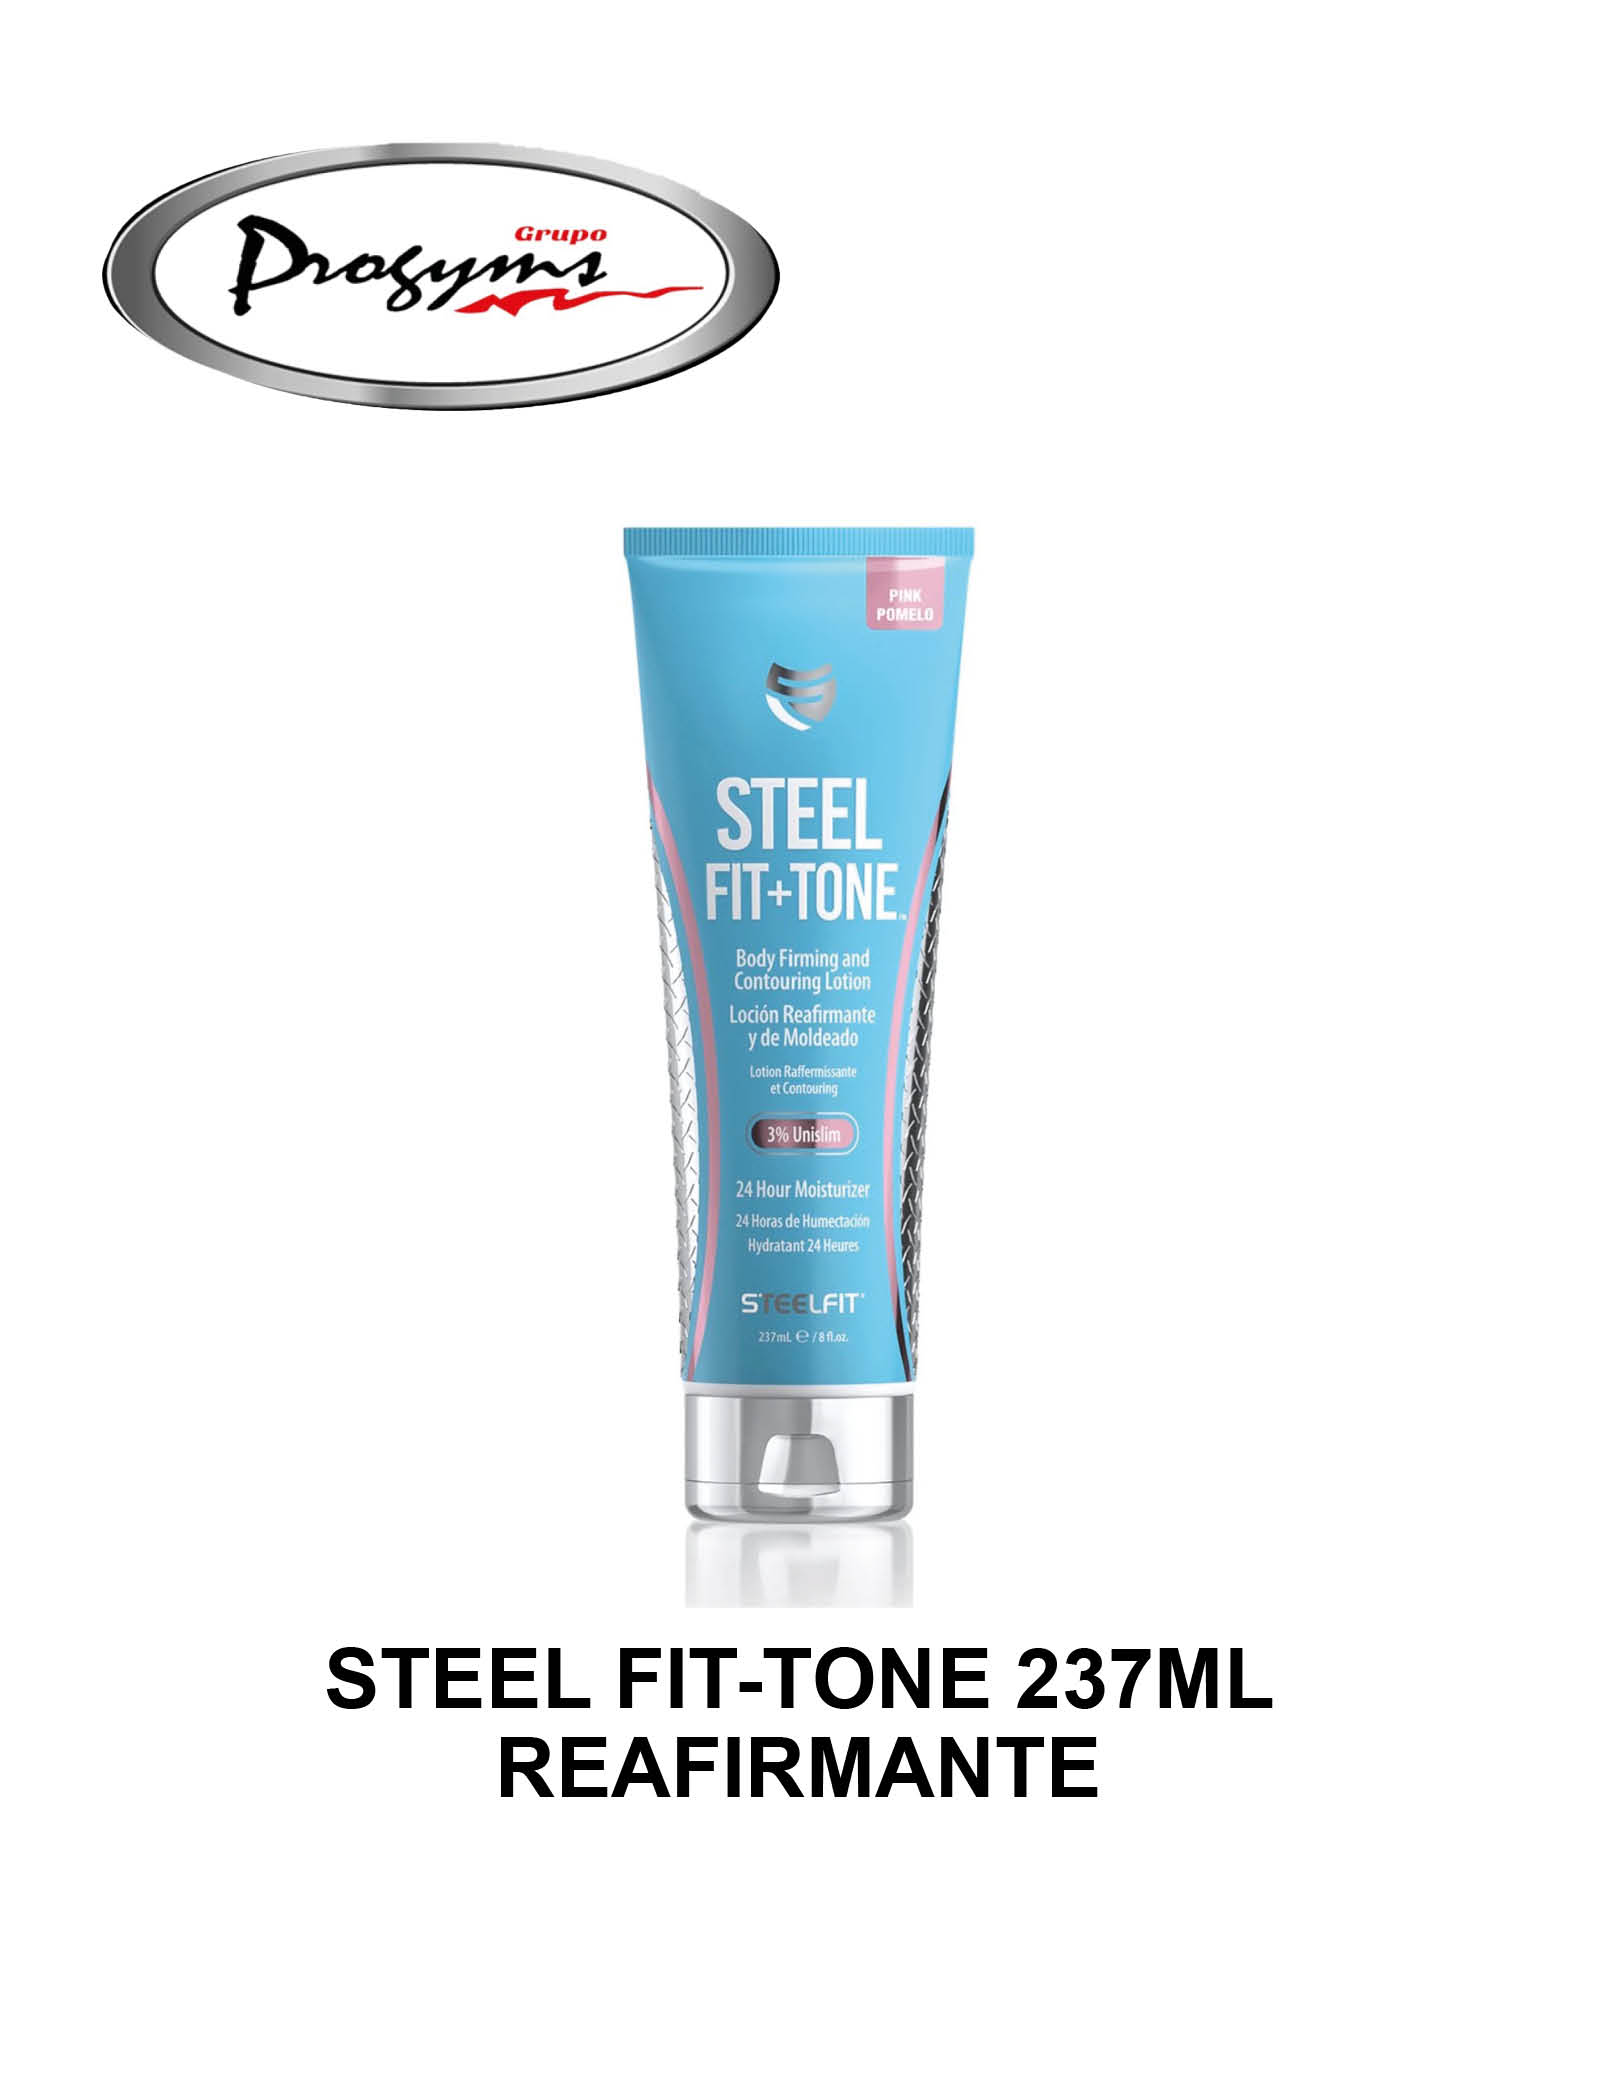 Grupo
Progyms
PINK
POMELO
STEEL
FIT+TONE™
Body Firming and
Contouring Lotion
Loción Reafirmante
y de Moldeado
Lotion Raffermissante
et Contouring
3% Unislim
24 Hour Moisturizer
24 Horas de Humectación
Hydratant 24 Heures
STEELFIT®
237mL ℮ / 8 fl.oz.
STEEL FIT-TONE 237ML
REAFIRMANTE